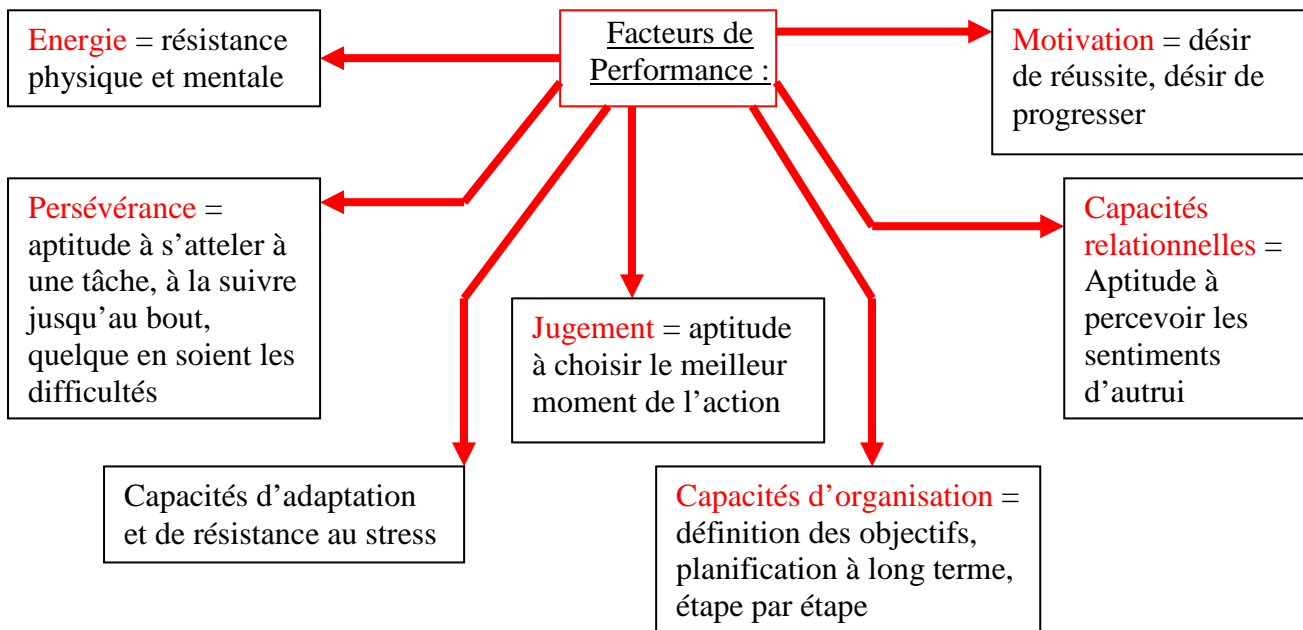 Facteurs de
Performance :
Energie = résistance
physique et mentale
Motivation = désir
de réussite, désir de
progresser
Persévérance =
aptitude à s’atteler à
une tâche, à la suivre
jusqu’au bout,
quelque en soient les
difficultés
Capacités
relationnelles =
Aptitude à
percevoir les
sentiments
d’autrui
Jugement = aptitude
à choisir le meilleur
moment de l’action
Capacités d’adaptation
et de résistance au stress
Capacités d’organisation =
définition des objectifs,
planification à long terme,
étape par étape